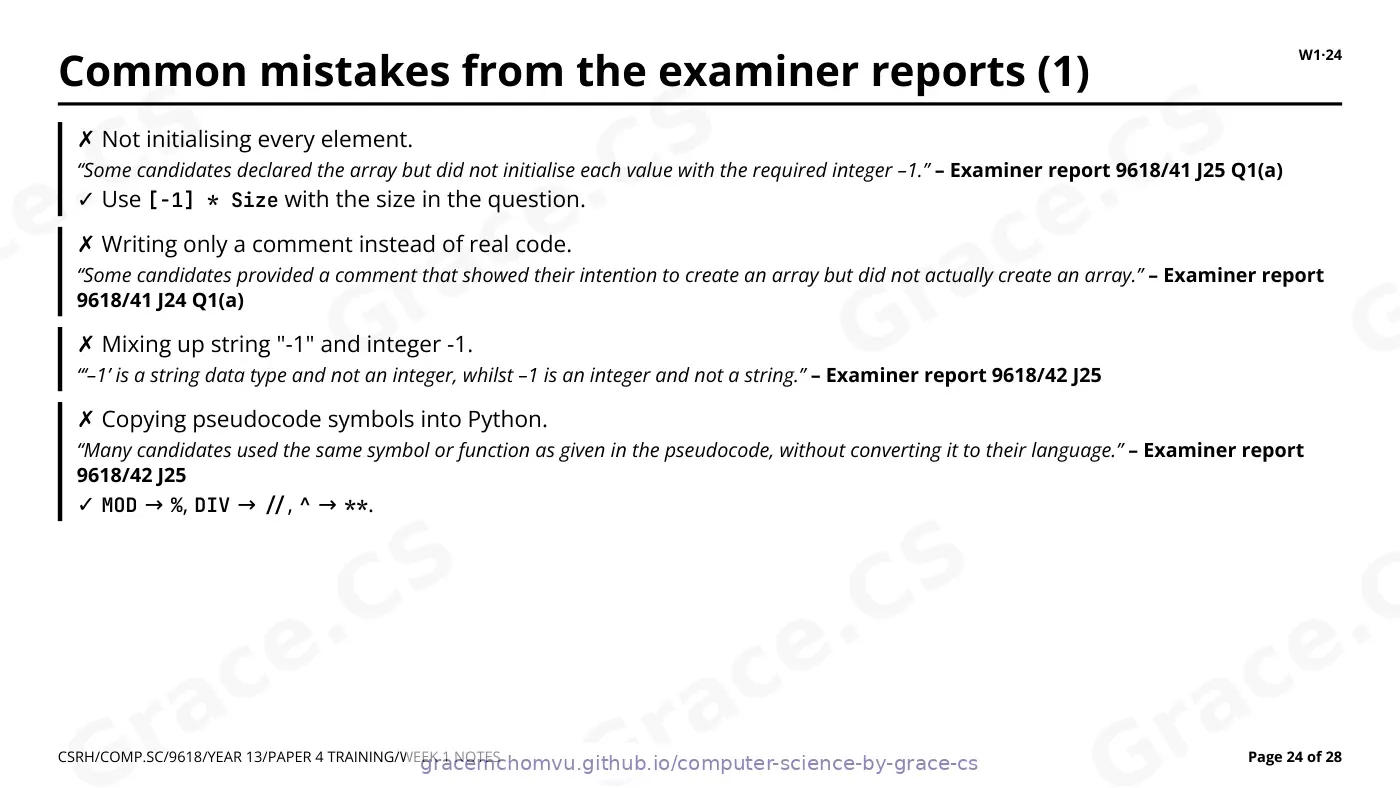 Common mistakes from the examiner reports (1)
W1·24
✗ Not initialising every element.
“Some candidates declared the array but did not initialise each value with the required integer –1.” – Examiner report 9618/41 J25 Q1(a)
✓ Use [-1] * Size with the size in the question.
✗ Writing only a comment instead of real code.
“Some candidates provided a comment that showed their intention to create an array but did not actually create an array.” – Examiner report
9618/41 J24 Q1(a)
✗ Mixing up string "-1" and integer -1.
“‘–1’ is a string data type and not an integer, whilst –1 is an integer and not a string.” – Examiner report 9618/42 J25
✗ Copying pseudocode symbols into Python.
“Many candidates used the same symbol or function as given in the pseudocode, without converting it to their language.” – Examiner report
9618/42 J25
✓ MOD → %, DIV → //, ^ → **.
Grace.CS
CSRH/COMP.SC/9618/YEAR 13/PAPER 4 TRAINING/WEEK 1 NOTES
gracemchomvu.github.io/computer-science-by-grace-cs
Page 24 of 28